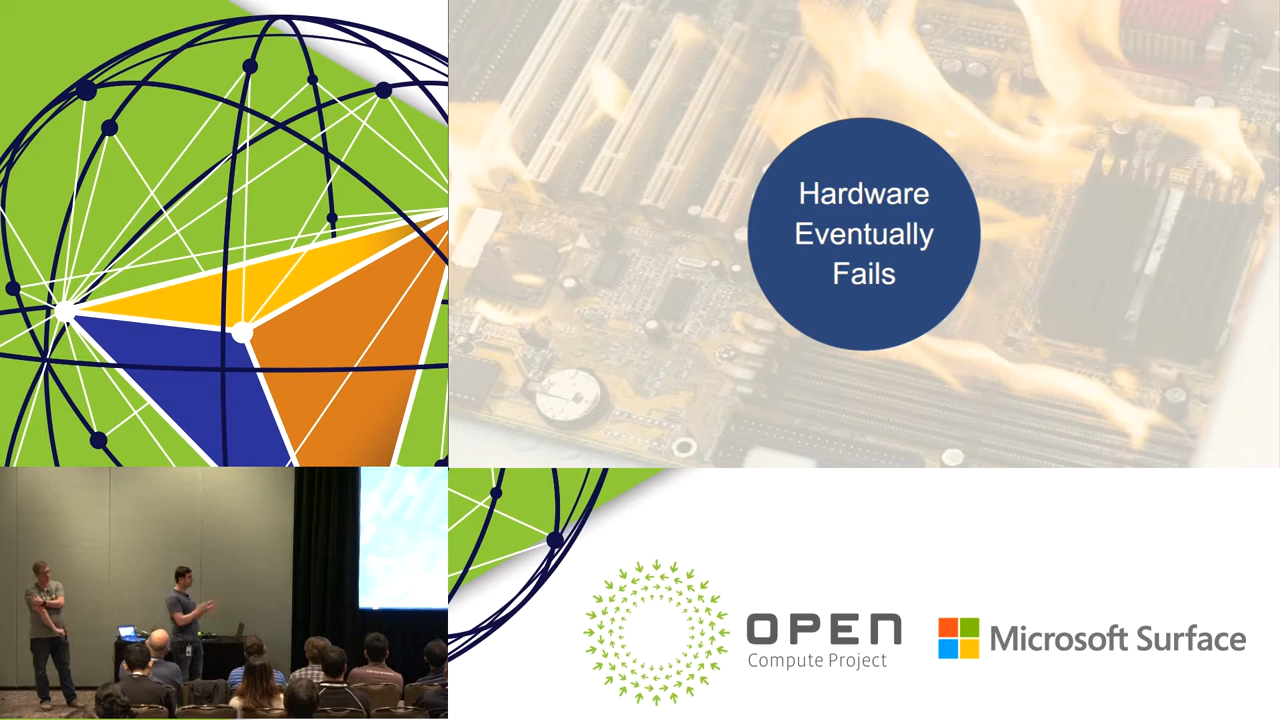 Hardware
Eventually
Fails
OPEN
Compute Project
Microsoft Surface